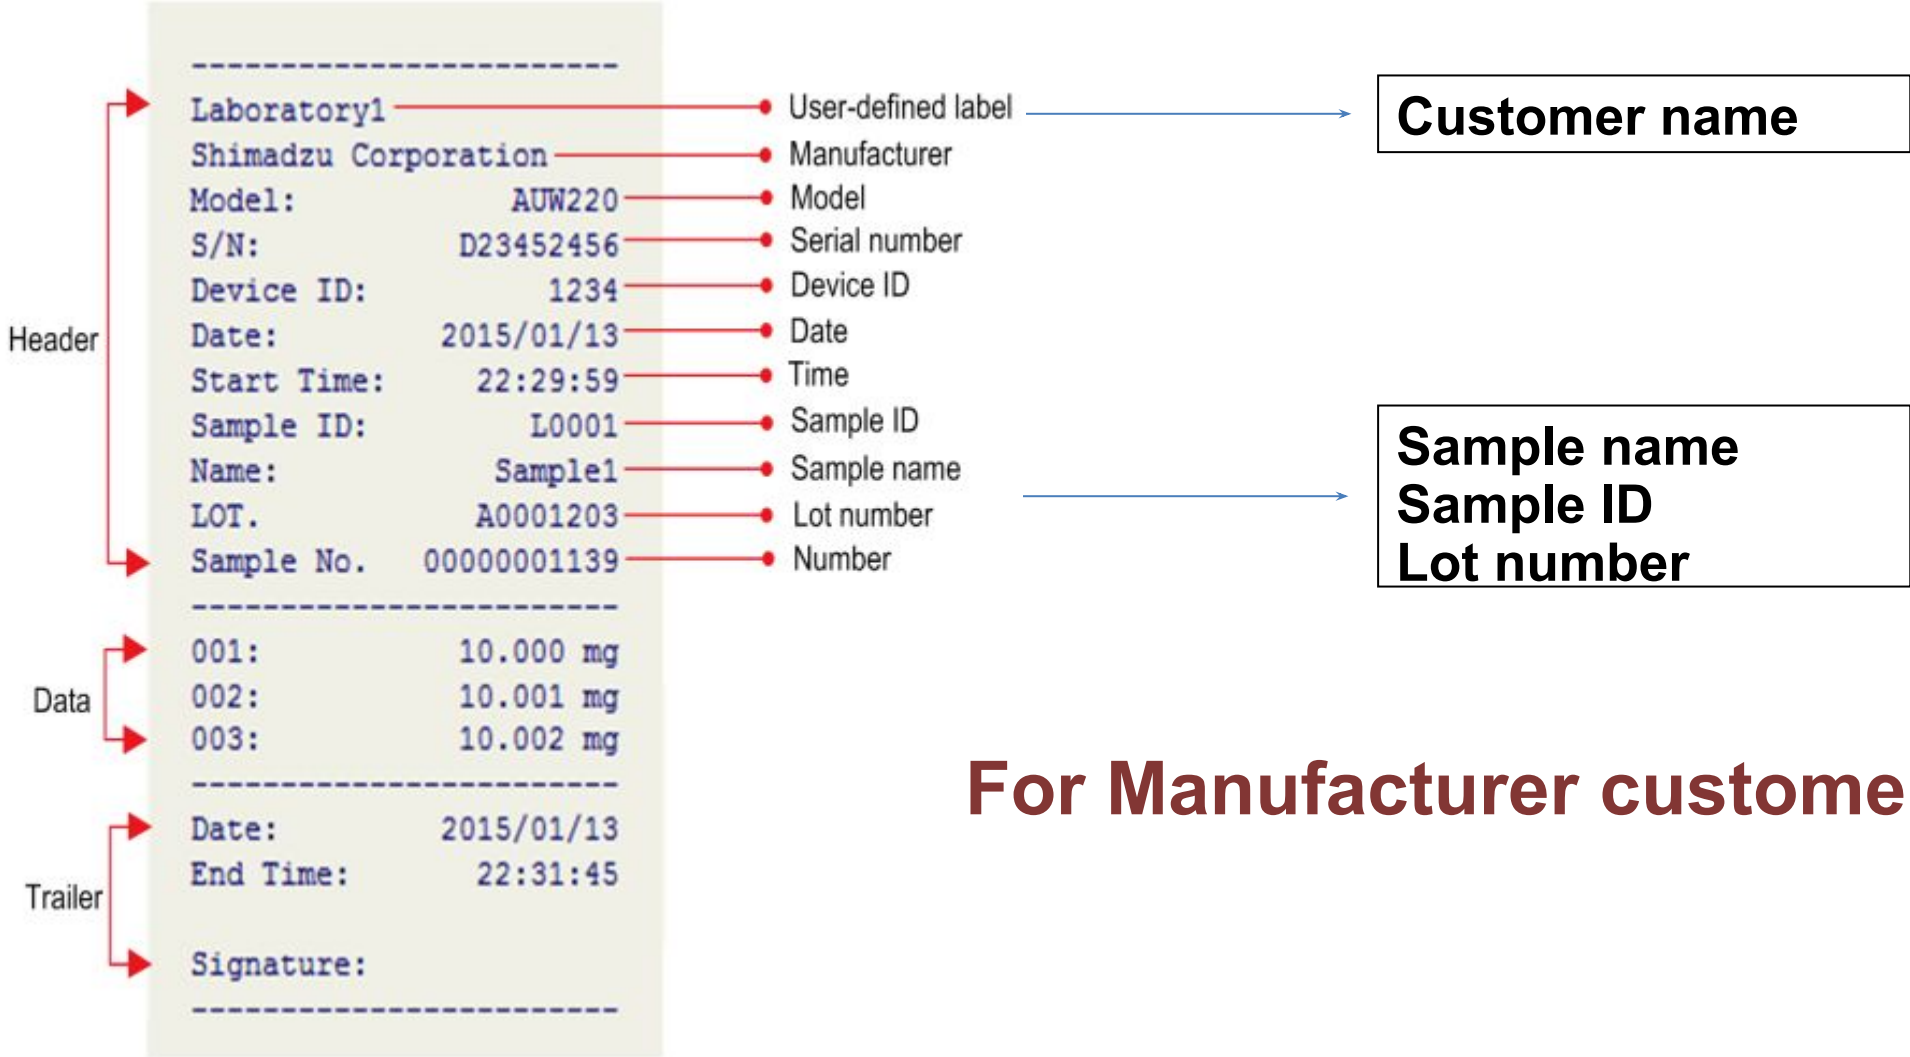 ------------------------
Laboratory1 User-defined label Customer name
Shimadzu Corporation Manufacturer
Model: AUW220 Model
S/N: D23452456 Serial number
Device ID: 1234 Device ID
Header
Date: 2015/01/13 Date
Start Time: 22:29:59 Time
Sample ID: L0001 Sample ID
Name: Sample1 Sample name
LOT. A0001203 Lot number
Sample No. 00000001139 Number
Sample name
Sample ID
Lot number
------------------------
Data
001: 10.000 mg
002: 10.001 mg
003: 10.002 mg
------------------------
For Manufacturer custome
Trailer
Date: 2015/01/13
End Time: 22:31:45
Signature:
------------------------